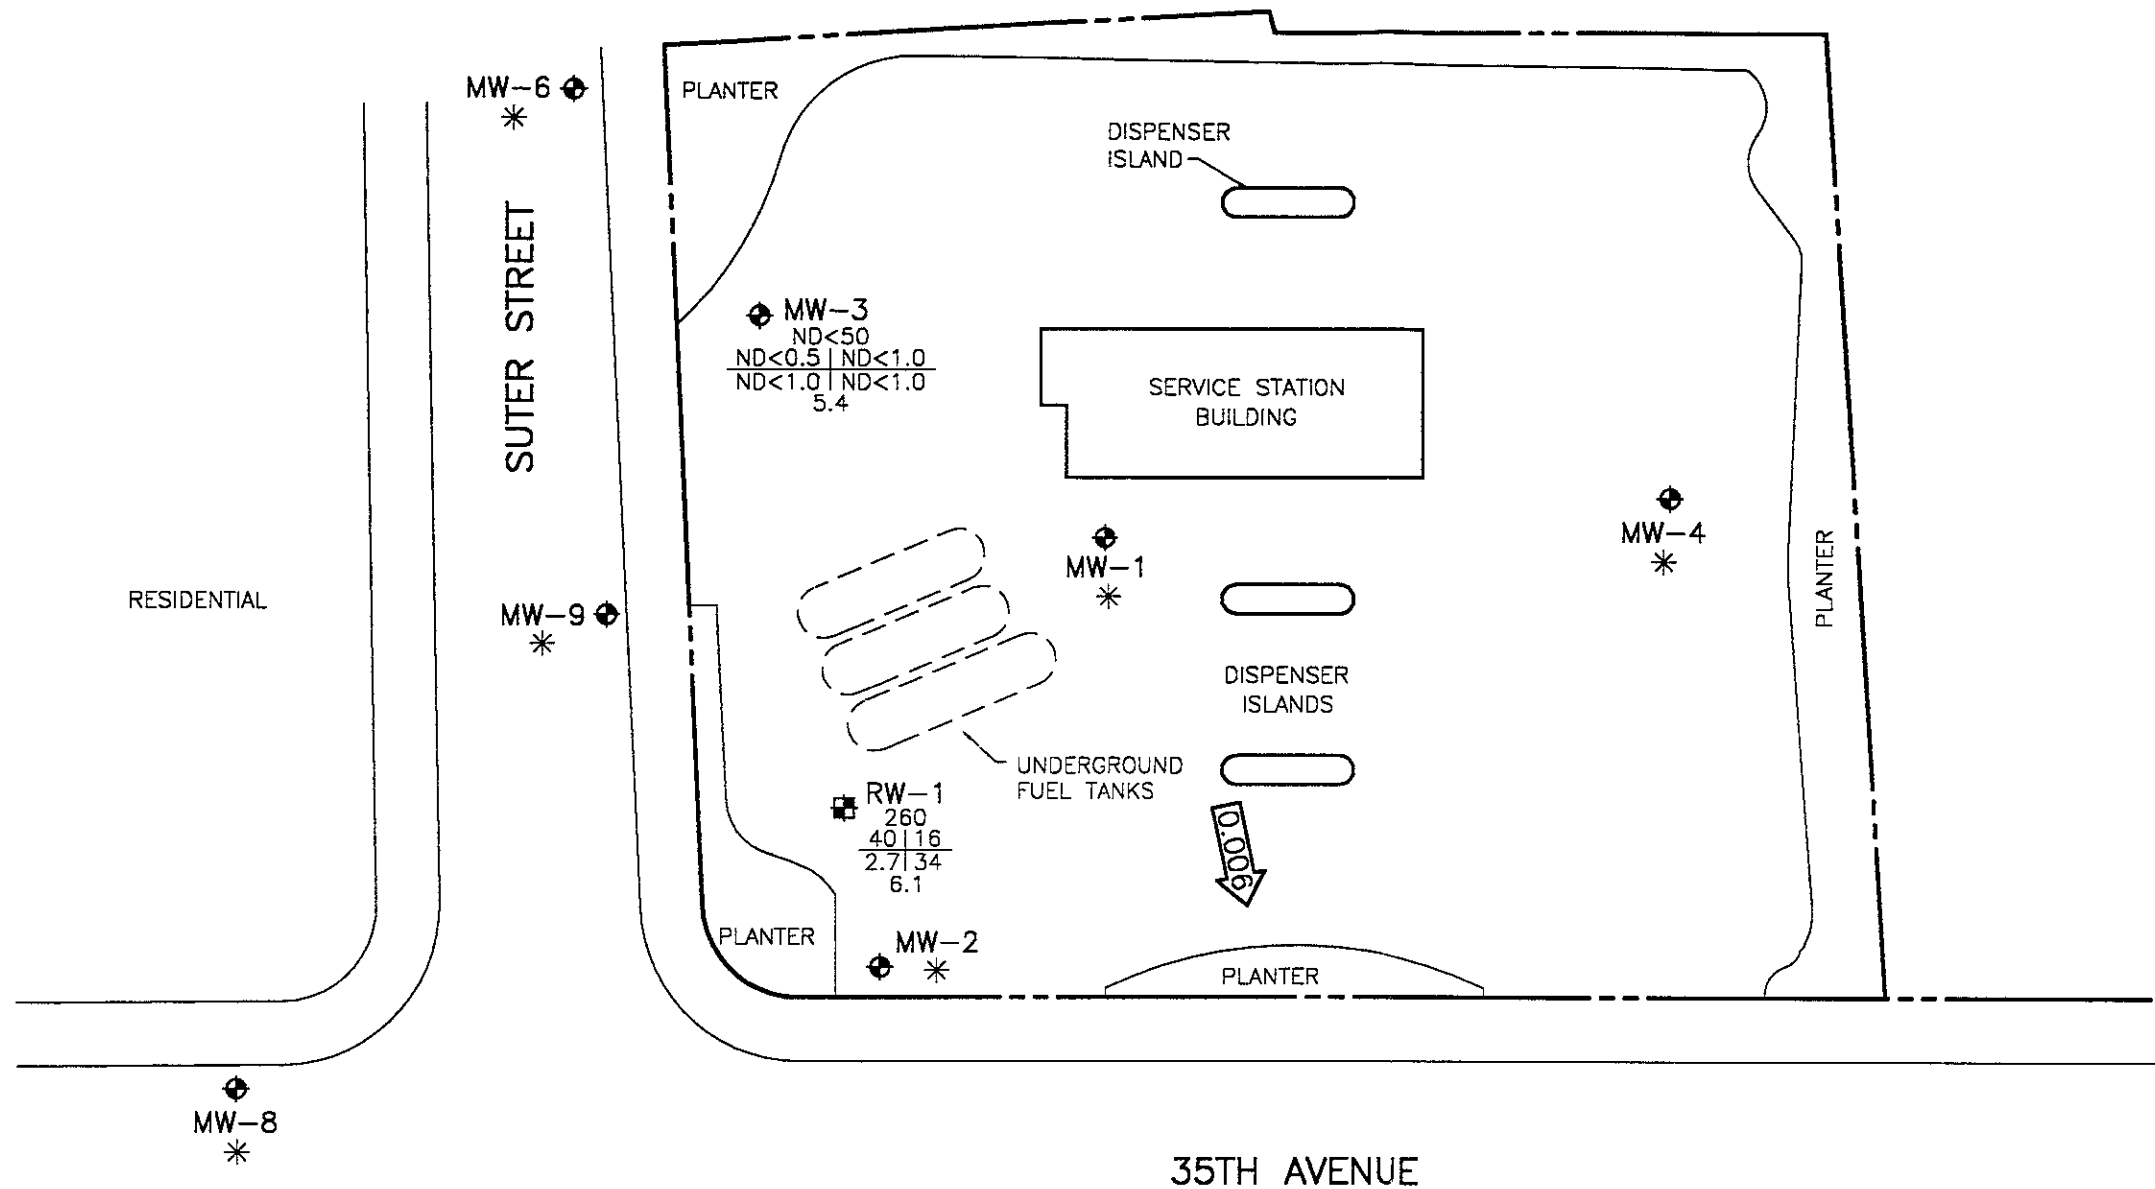 MW-6
PLANTER
DISPENSER
ISLAND
SUTER STREET
MW-3
ND<50
ND<0.5 | ND<1.0
ND<1.0 | ND<1.0
5.4
SERVICE STATION
BUILDING
MW-4
MW-1
PLANTER
RESIDENTIAL
MW-9
DISPENSER
ISLANDS
UNDERGROUND
FUEL TANKS
RW-1
260
40|16
2.7|34
6.1
0.006
PLANTER
MW-2
PLANTER
MW-8
35TH AVENUE